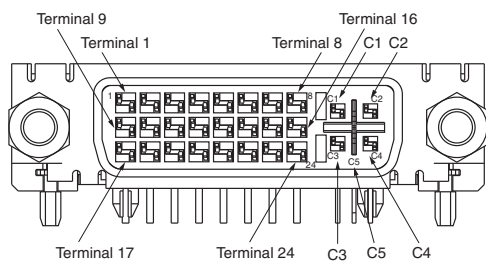 Terminal 9
Terminal 16
Terminal 1
Terminal 8
C1
C2
1
8
C1
C2
24
C3
C5
C4
Terminal 17
Terminal 24
C3
C5
C4